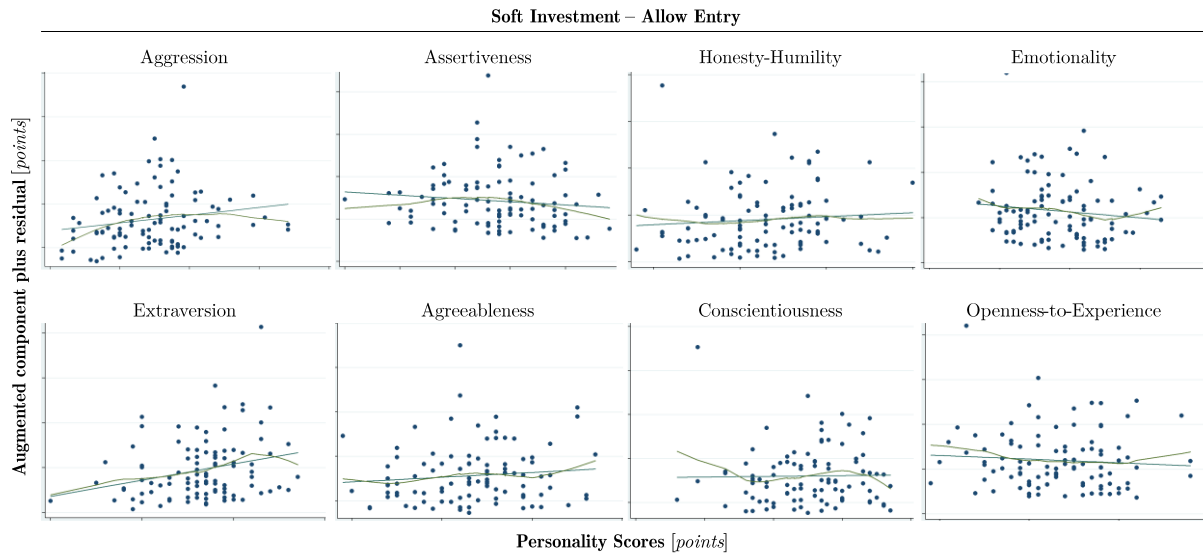 Soft Investment – Allow Entry
Aggression
Assertiveness
Honesty-Humility
Emotionality
Augmented component plus residual [points]
Extraversion
Agreeableness
Conscientiousness
Openness-to-Experience
Personality Scores [points]